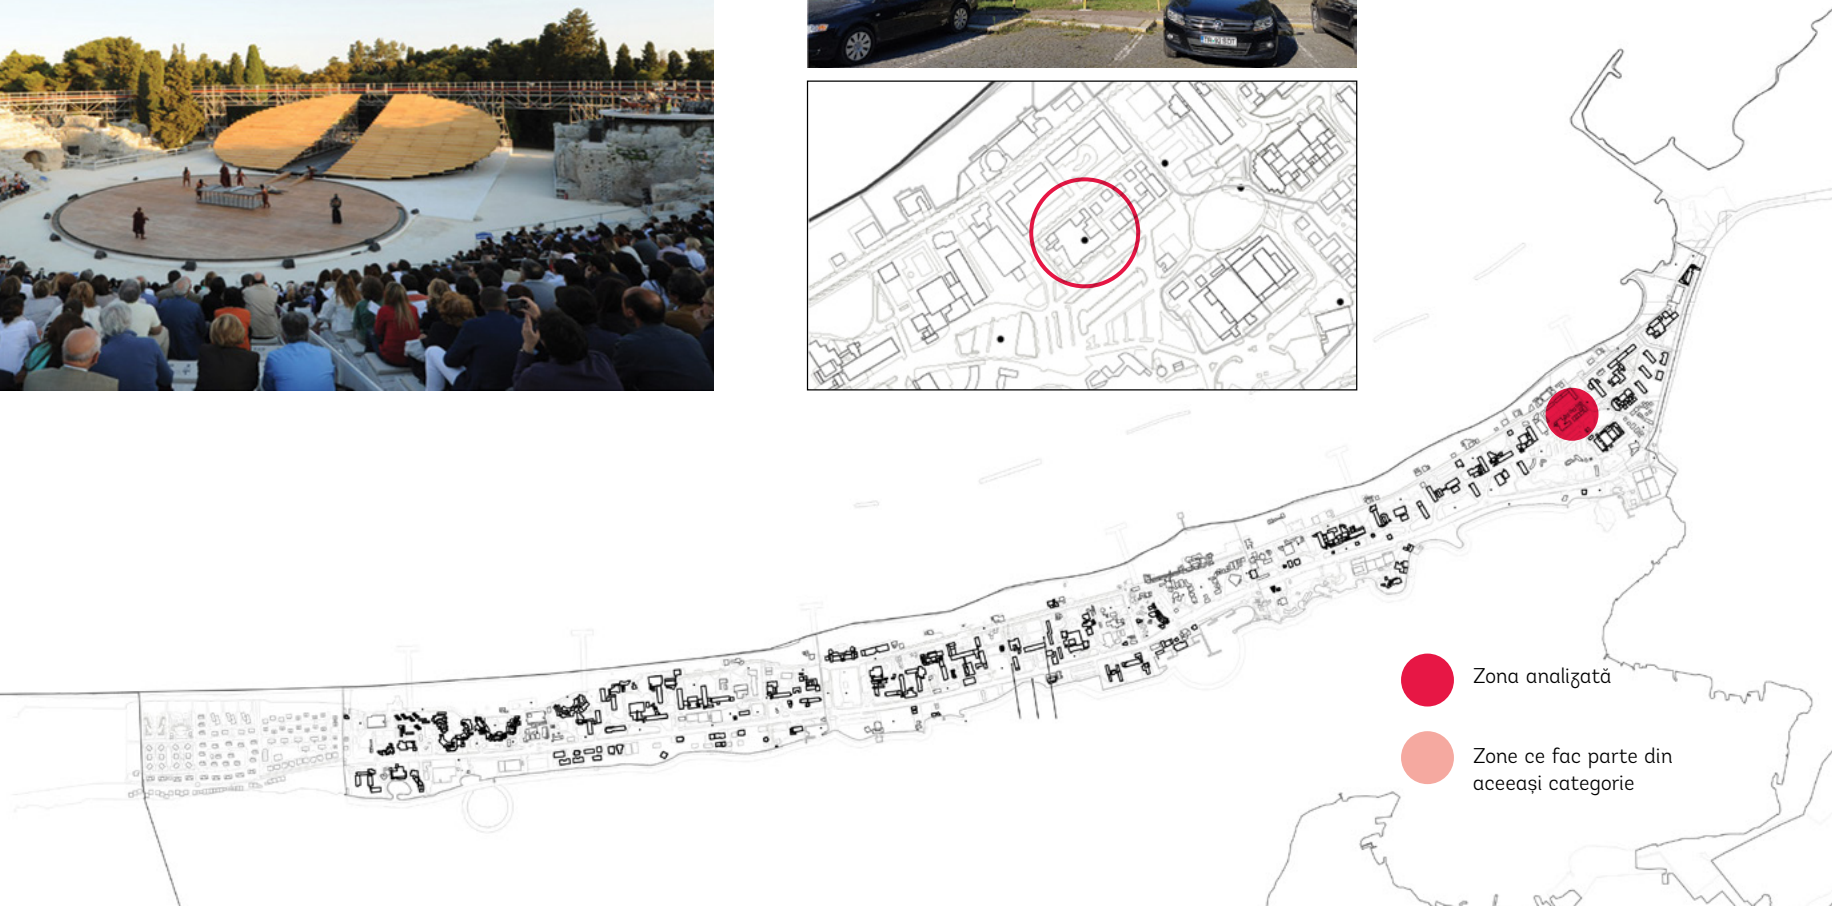 Zona analizată
Zone ce fac parte din
aceeași categorie